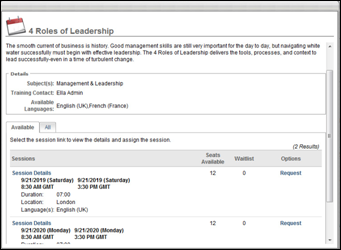 4 Roles of Leadership
The smooth current of business is history. Good management skills are still very important for the day to day, but navigating white
water successfully must begin with effective leadership. The 4 Roles of Leadership delivers the tools, processes, and context to
lead successfully-even in a time of turbulent change.
Details
Subject(s): Management & Leadership
Training Contact: Ella Admin
Available
Languages: English (UK),French (France)
Available All
Select the session link to view the details and assign the session.
(2 Results)
Sessions Seats Available Waitlist Options
Session Details 12 0 Request
9/21/2019 (Saturday) 9/21/2019 (Saturday)
8:30 AM GMT 3:30 PM GMT
Duration: 07:00
Location: London
Language(s): English (UK)
Session Details 12 0 Request
9/21/2020 (Monday) 9/21/2020 (Monday)
8:30 AM GMT 3:30 PM GMT
Duration: 07:00